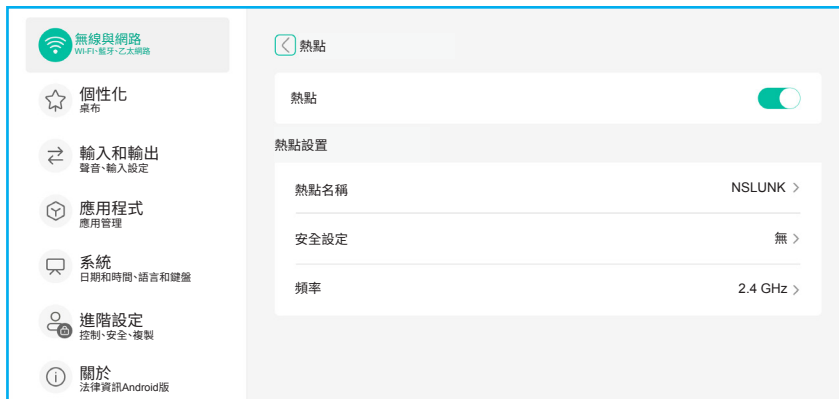 無線與網路
WI-FI、藍牙、乙太網路
個性化
桌布
輸入和輸出
聲音、輸入設定
應用程式
應用管理
系統
日期和時間、語言和鍵盤
進階設定
控制、安全、複製
關於
法律資訊Android版
熱點
熱點
熱點設置
熱點名稱 NSLUNK
安全設定 無
頻率 2.4 GHz